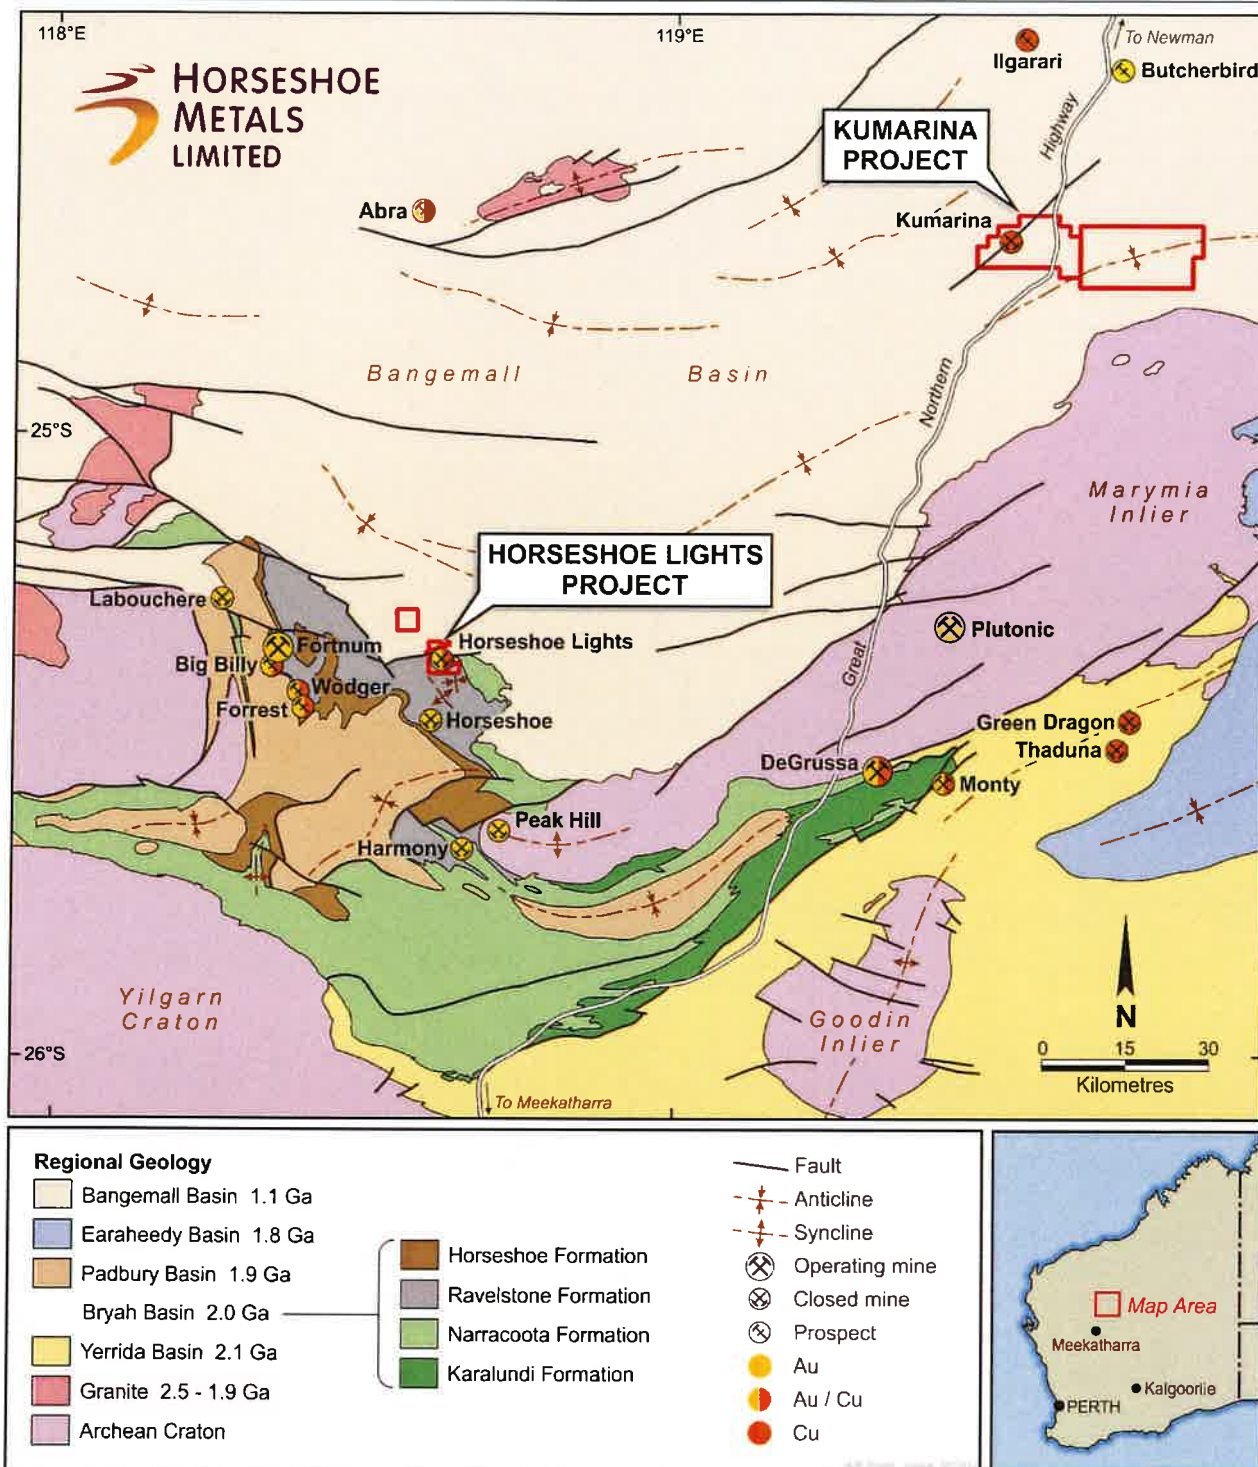 118°E
119°E
To Newman
Ilgarari
Butcherbird
HORSESHOE
METALS
LIMITED
Highway
KUMARINA
PROJECT
Abra
Kumarina
Bangemall Basin
Northern
25°S
Marymia
Inlier
HORSESHOE LIGHTS
PROJECT
Labouchere
Plutonic
Fortnum
Horseshoe Lights
Big Billy
Great
Wodger
Forrest
Horseshoe
Green Dragon
Thaduna
DeGrussa
Monty
Peak Hill
Harmony
Yilgarn
Craton
Goodin
Inlier
N
26°S
0 15 30
Kilometres
To Meekatharra
Regional Geology
Bangemall Basin 1.1 Ga
Earaheedy Basin 1.8 Ga
Padbury Basin 1.9 Ga
Bryah Basin 2.0 Ga
Yerrida Basin 2.1 Ga
Granite 2.5 - 1.9 Ga
Archean Craton
Horseshoe Formation
Ravelstone Formation
Narracoota Formation
Karalundi Formation
Fault
Anticline
Syncline
Operating mine
Closed mine
Prospect
Au
Au / Cu
Cu
Map Area
Meekatharra
Kalgoorlie
PERTH